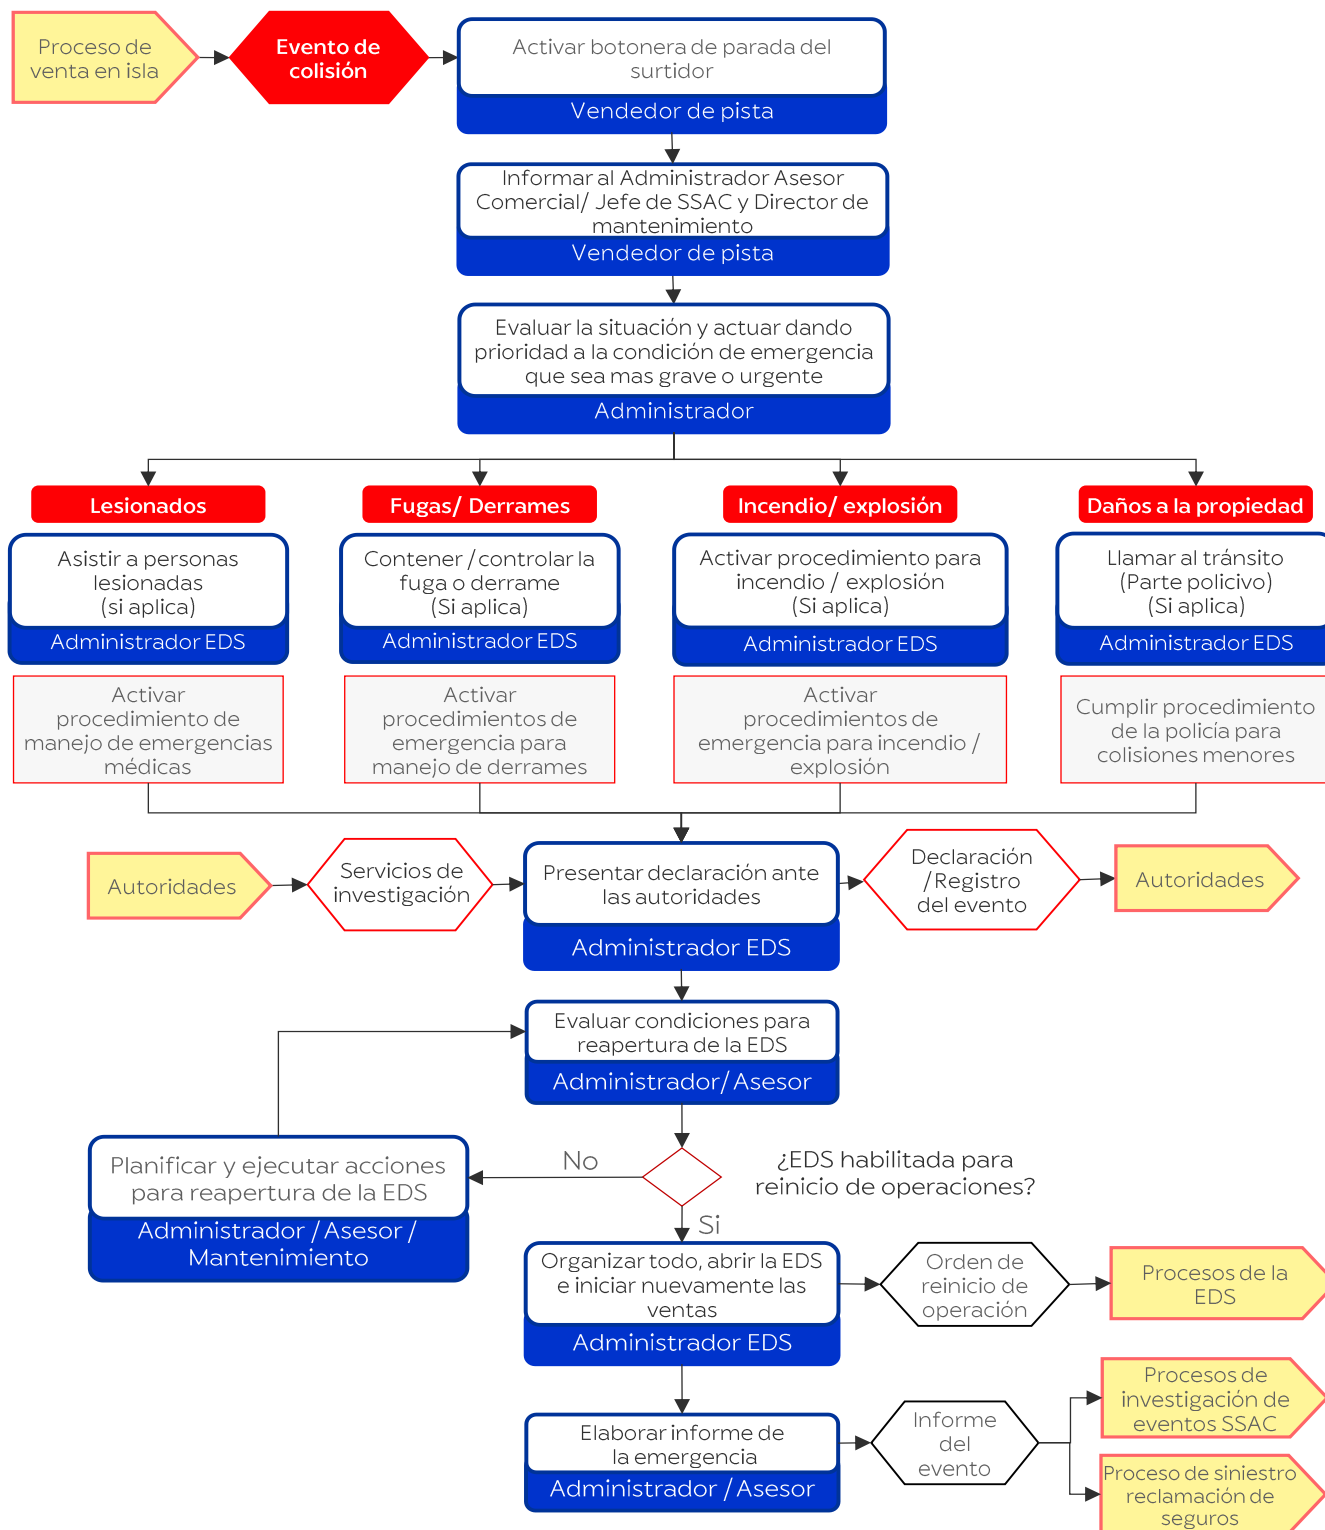 Proceso de
venta en isla
Evento de
colisión
Activar botonera de parada del
surtidor
Vendedor de pista
Informar al Administrador Asesor
Comercial/ Jefe de SSAC y Director de
mantenimiento
Vendedor de pista
Evaluar la situación y actuar dando
prioridad a la condición de emergencia
que sea mas grave o urgente
Administrador
Lesionados
Asistir a personas
lesionadas
(si aplica)
Administrador EDS
Activar
procedimiento de
manejo de emergencias
médicas
Fugas/ Derrames
Contener / controlar la
fuga o derrame
(Si aplica)
Administrador EDS
Activar
procedimientos de
emergencia para
manejo de derrames
Incendio/ explosión
Activar procedimiento para
incendio / explosión
(Si aplica)
Administrador EDS
Activar
procedimientos de
emergencia para incendio /
explosión
Daños a la propiedad
Llamar al tránsito
(Parte policivo)
(Si aplica)
Administrador EDS
Cumplir procedimiento
de la policía para
colisiones menores
Autoridades
Servicios de
investigación
Presentar declaración ante
las autoridades
Administrador EDS
Declaración
/Registro
del evento
Autoridades
Evaluar condiciones para
reapertura de la EDS
Administrador/ Asesor
Planificar y ejecutar acciones
para reapertura de la EDS
Administrador / Asesor /
Mantenimiento
No
¿EDS habilitada para
reinicio de operaciones?
Si
Organizar todo, abrir la EDS
e iniciar nuevamente las
ventas
Administrador EDS
Orden de
reinicio de
operación
Procesos de la
EDS
Elaborar informe de
la emergencia
Administrador / Asesor
Informe
del
evento
Procesos de
investigación de
eventos SSAC
Proceso de siniestro
reclamación de
seguros